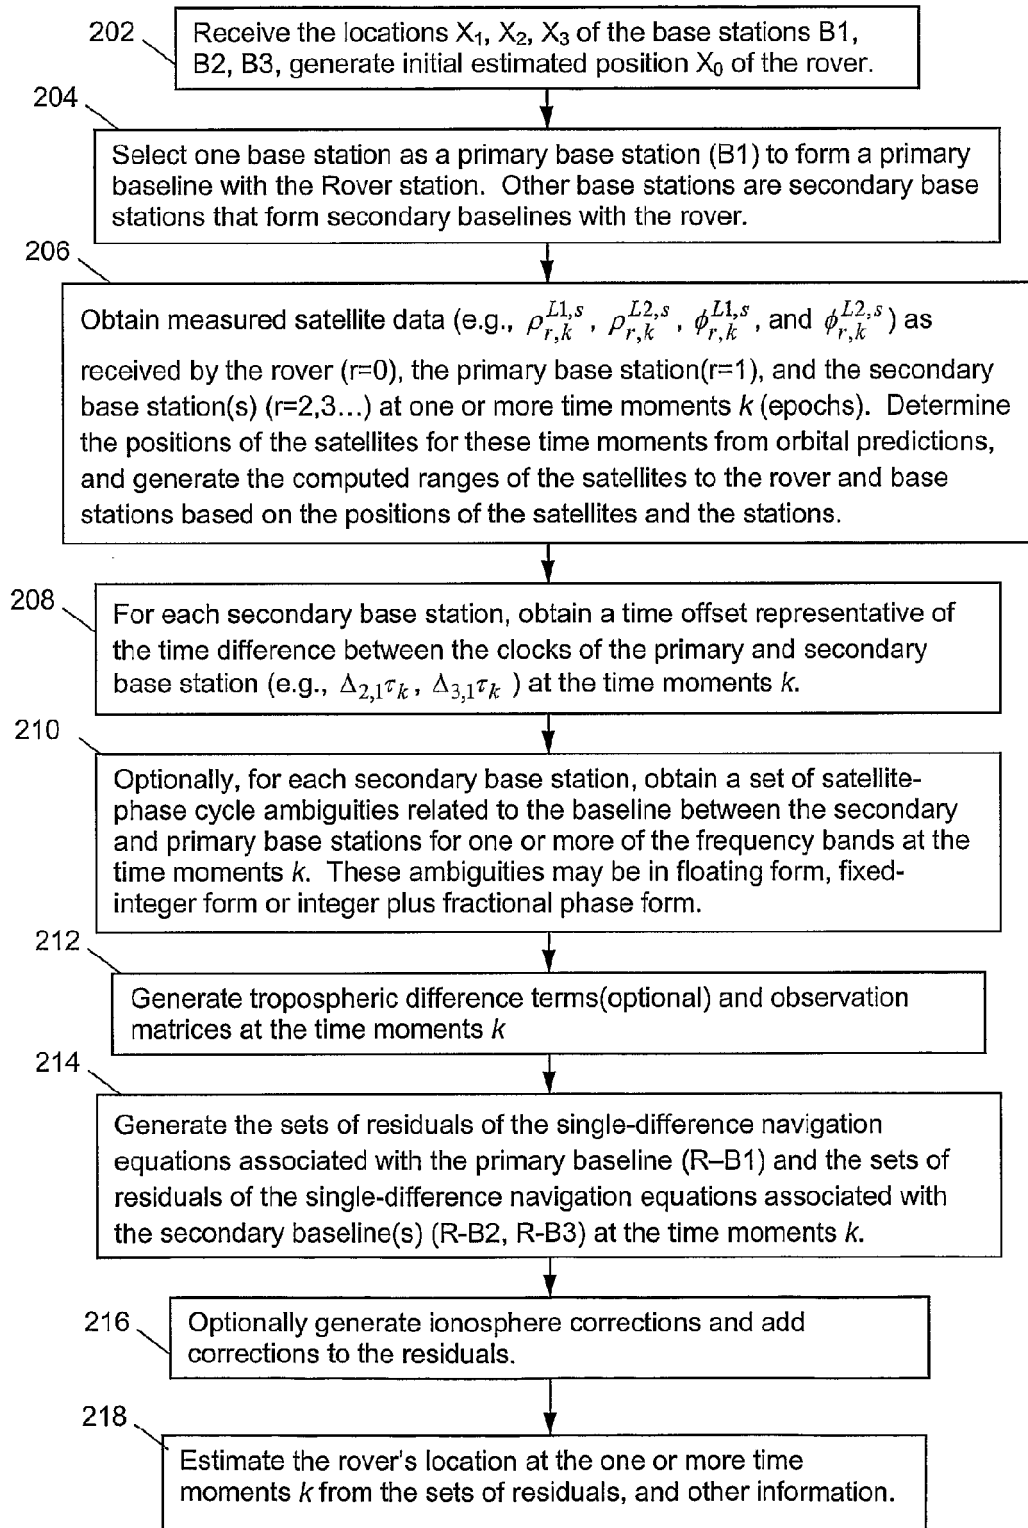 202
Receive the locations X₁, X₂, X₃ of the base stations B1,
B2, B3, generate initial estimated position X₀ of the rover.
204
Select one base station as a primary base station (B1) to form a primary
baseline with the Rover station. Other base stations are secondary base
stations that form secondary baselines with the rover.
206
Obtain measured satellite data (e.g., $\rho_{r,k}^{L1,s}$, $\rho_{r,k}^{L2,s}$, $\phi_{r,k}^{L1,s}$, and $\phi_{r,k}^{L2,s}$) as
received by the rover (r=0), the primary base station(r=1), and the secondary
base station(s) (r=2,3...) at one or more time moments k (epochs). Determine
the positions of the satellites for these time moments from orbital predictions,
and generate the computed ranges of the satellites to the rover and base
stations based on the positions of the satellites and the stations.
208
For each secondary base station, obtain a time offset representative of
the time difference between the clocks of the primary and secondary
base station (e.g., $\Delta_{2,1}\tau_k$, $\Delta_{3,1}\tau_k$ ) at the time moments k.
210
Optionally, for each secondary base station, obtain a set of satellite-
phase cycle ambiguities related to the baseline between the secondary
and primary base stations for one or more of the frequency bands at the
time moments k. These ambiguities may be in floating form, fixed-
integer form or integer plus fractional phase form.
212
Generate tropospheric difference terms(optional) and observation
matrices at the time moments k
214
Generate the sets of residuals of the single-difference navigation
equations associated with the primary baseline (R–B1) and the sets of
residuals of the single-difference navigation equations associated with
the secondary baseline(s) (R-B2, R-B3) at the time moments k.
216
Optionally generate ionosphere corrections and add
corrections to the residuals.
218
Estimate the rover's location at the one or more time
moments k from the sets of residuals, and other information.